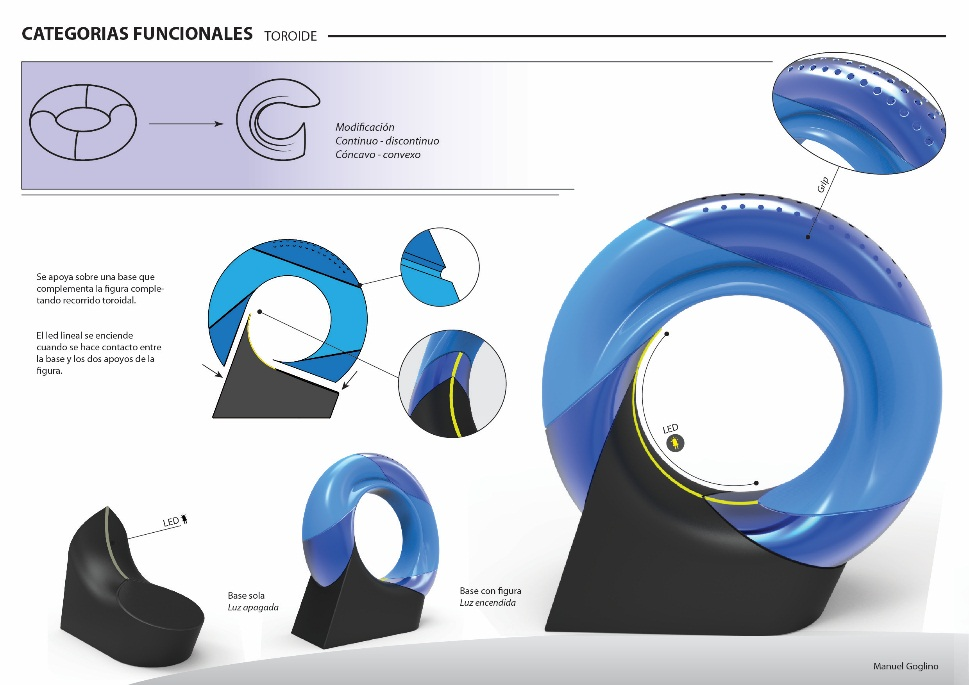 CATEGORIAS FUNCIONALES TOROIDE
Modificación
Continuo - discontinuo
Cóncavo - convexo
Grip
Se apoya sobre una base que
complementa la figura comple-
tando recorrido toroidal.
El led lineal se enciende
cuando se hace contacto entre
la base y los dos apoyos de la
figura.
LED
LED
Base sola
Luz apagada
Base con figura
Luz encendida
Manuel Goglino